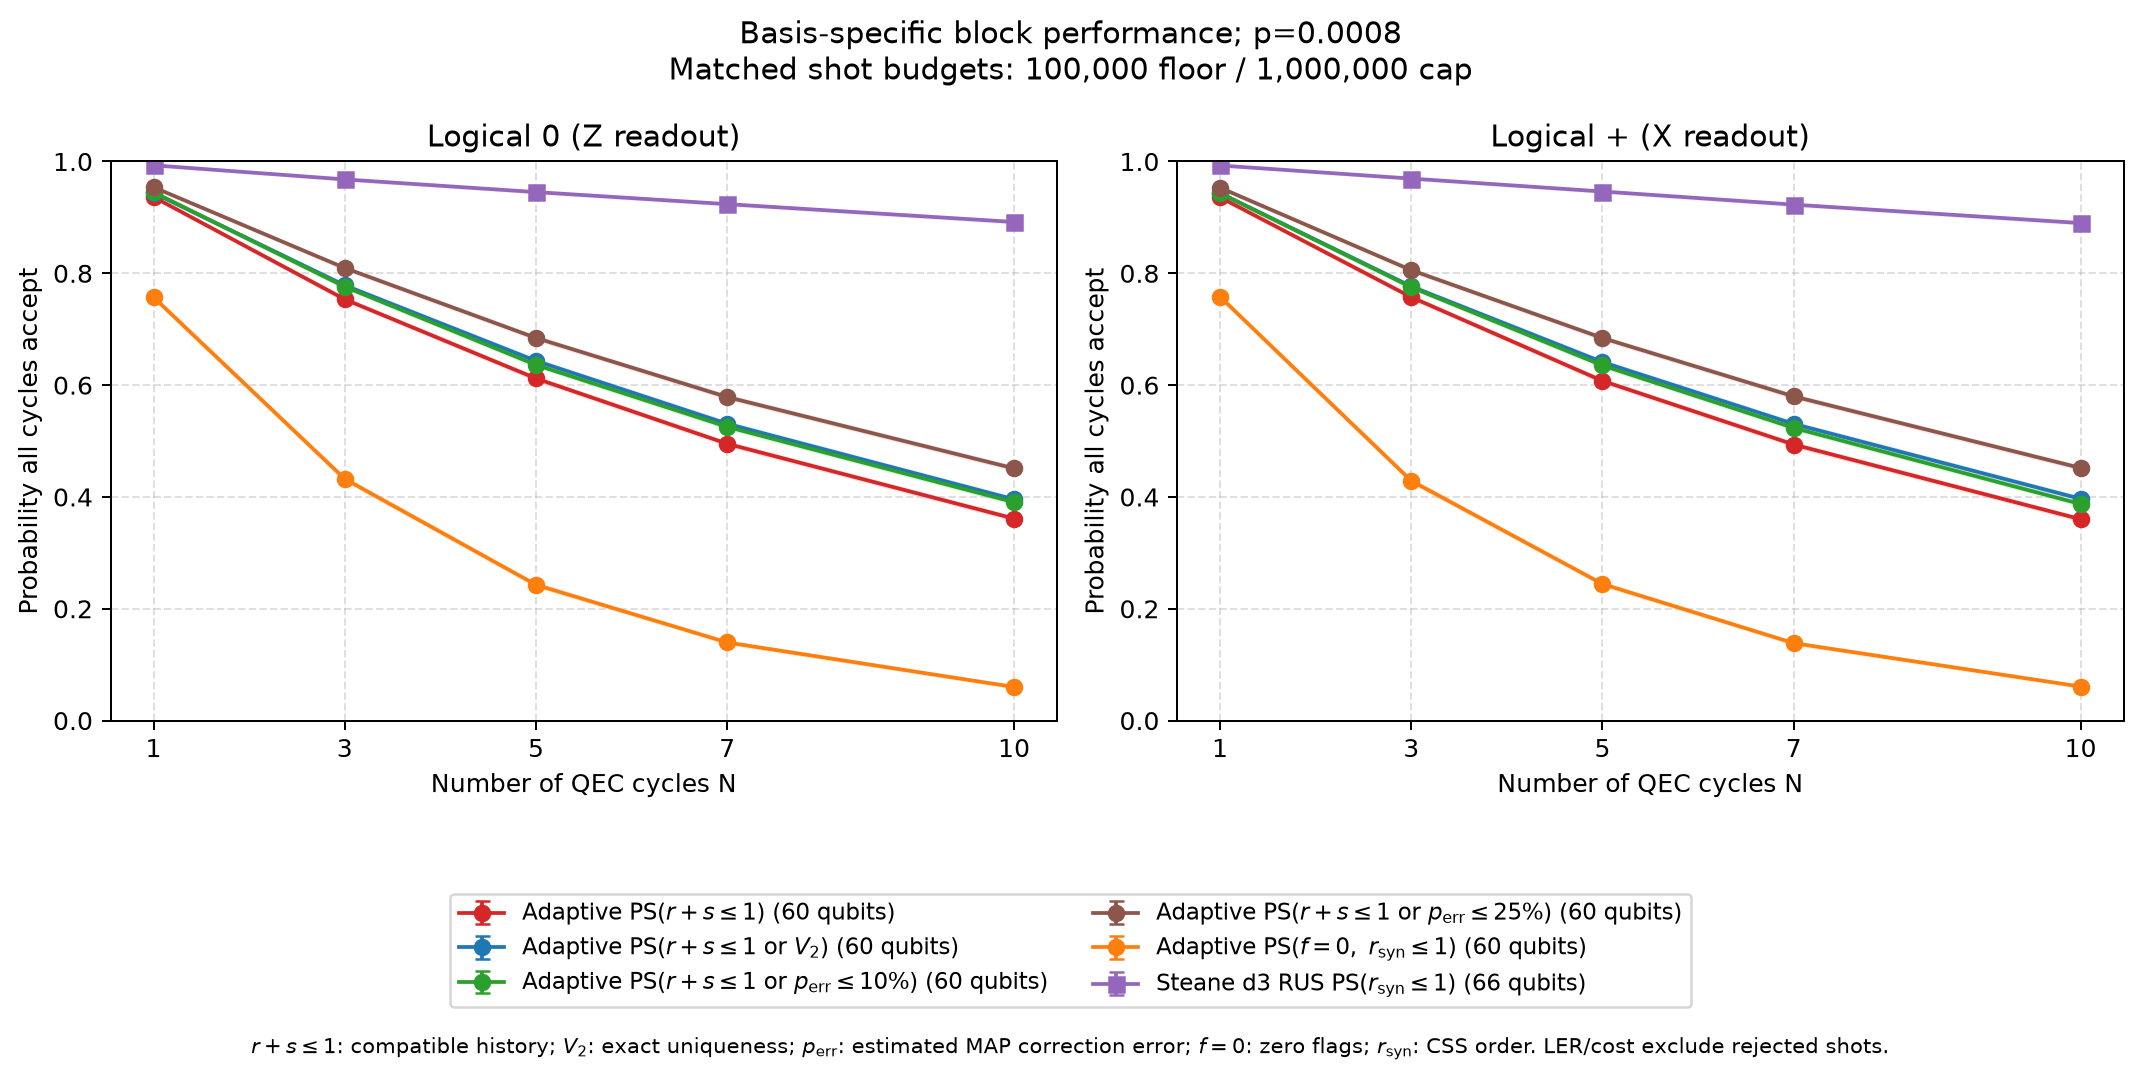 Basis-specific block performance; p=0.0008
Matched shot budgets: 100,000 floor / 1,000,000 cap
Logical 0 (Z readout)
Probability all cycles accept
1.0
0.8
0.6
0.4
0.2
0.0
1 3 5 7 10
Number of QEC cycles N
Logical + (X readout)
Probability all cycles accept
1.0
0.8
0.6
0.4
0.2
0.0
1 3 5 7 10
Number of QEC cycles N
Adaptive PS(r + s ≤ 1) (60 qubits)
Adaptive PS(r + s ≤ 1 or V₂) (60 qubits)
Adaptive PS(r + s ≤ 1 or p_err ≤ 10%) (60 qubits)
Adaptive PS(r + s ≤ 1 or p_err ≤ 25%) (60 qubits)
Adaptive PS(f = 0, r_syn ≤ 1) (60 qubits)
Steane d3 RUS PS(r_syn ≤ 1) (66 qubits)
r + s ≤ 1: compatible history; V₂: exact uniqueness; p_err: estimated MAP correction error; f = 0: zero flags; r_syn: CSS order. LER/cost exclude rejected shots.